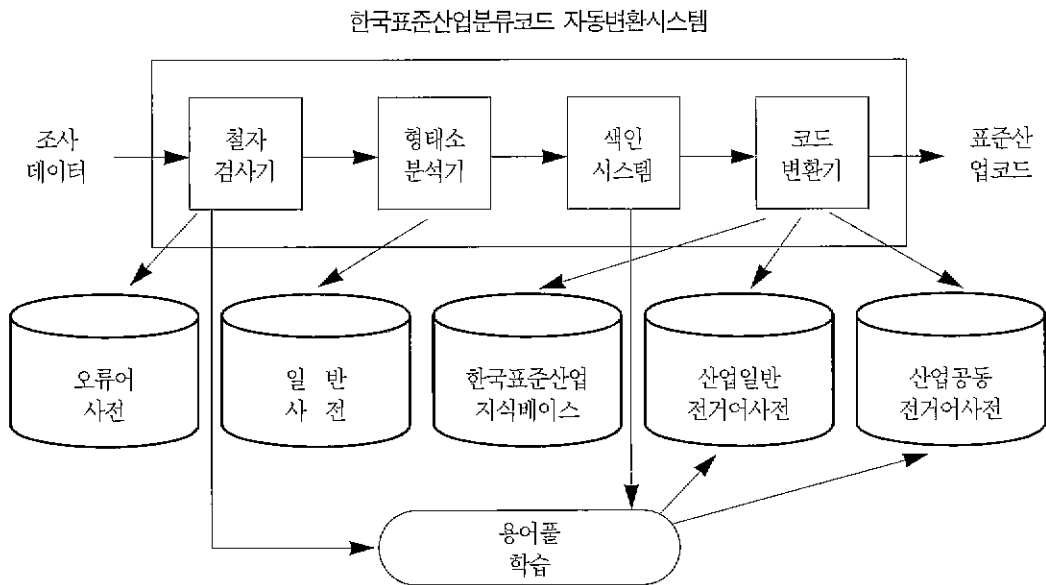 한국표준산업분류코드 자동변환시스템
조사
데이터
철자
검사기
형태소
분석기
색인
시스템
코드
변환기
표준산
업코드
오류어
사전
일 반
사 전
한국표준산업
지식베이스
산업일반
전거어사전
산업공동
전거어사전
용어풀
학습